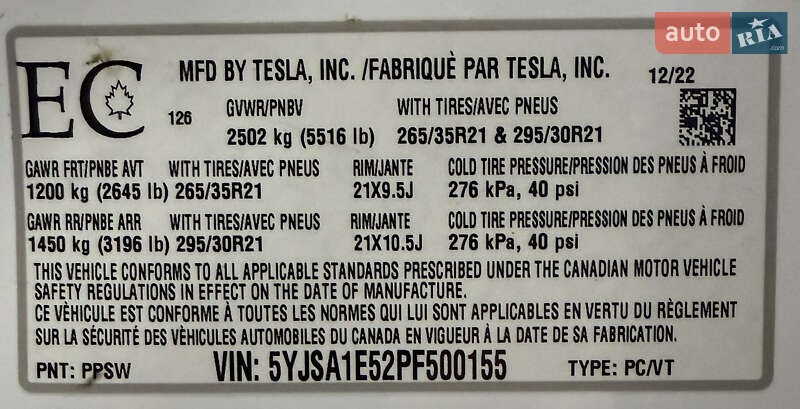 auto RIA.com
EC
MFD BY TESLA, INC. /FABRIQUÈ PAR TESLA, INC. 12/22
126 GVWR/PNBV WITH TIRES/AVEC PNEUS
2502 kg (5516 lb) 265/35R21 & 295/30R21
GAWR FRT/PNBE AVT WITH TIRES/AVEC PNEUS RIM/JANTE COLD TIRE PRESSURE/PRESSION DES PNEUS À FROID
1200 kg (2645 lb) 265/35R21 21X9.5J 276 kPa, 40 psi
GAWR RR/PNBE ARR WITH TIRES/AVEC PNEUS RIM/JANTE COLD TIRE PRESSURE/PRESSION DES PNEUS À FROID
1450 kg (3196 lb) 295/30R21 21X10.5J 276 kPa, 40 psi
THIS VEHICLE CONFORMS TO ALL APPLICABLE STANDARDS PRESCRIBED UNDER THE CANADIAN MOTOR VEHICLE
SAFETY REGULATIONS IN EFFECT ON THE DATE OF MANUFACTURE.
CE VÈHICULE EST CONFORME À TOUTES LES NORMES QUI LUI SONT APPLICABLES EN VERTU DU RÈGLEMENT
SUR LA SÉCURITÉ DES VÈHICULES AUTOMOBILES DU CANADA EN VIGUEUR À LA DATE DE SA FABRICATION.
PNT: PPSW VIN: 5YJSA1E52PF500155 TYPE: PC/VT